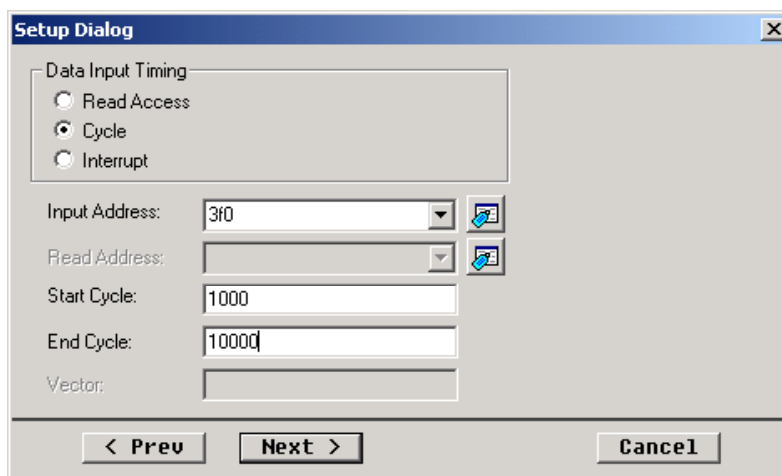 Setup Dialog
Data Input Timing
Read Access
Cycle
Interrupt
Input Address: 3f0
Read Address:
Start Cycle: 1000
End Cycle: 10000
Vector:
< Prev Next > Cancel